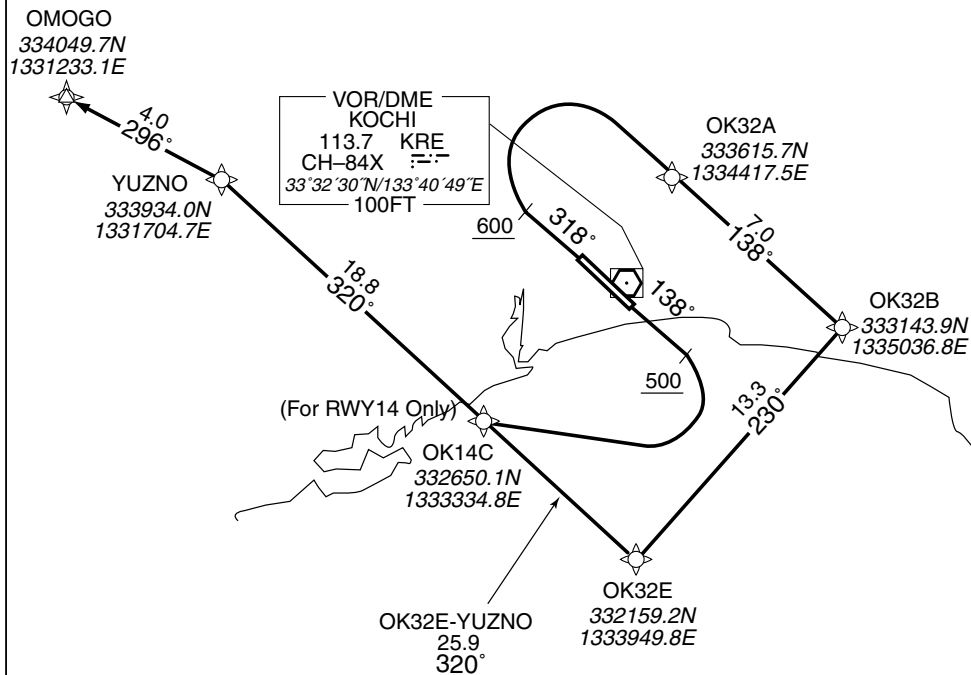 OMOGO
334049.7N
1331233.1E
4.0
296°
YUZNO
333934.0N
1331704.7E
VOR/DME
KOCHI
113.7 KRE
CH–84X
33°32´30˝N/133°40´49˝E
100FT
OK32A
333615.7N
1334417.5E
600
318°
7.0
138°
18.8
320°
138°
OK32B
333143.9N
1335036.8E
500
13.3
230°
(For RWY14 Only)
OK14C
332650.1N
1333334.8E
OK32E
332159.2N
1333949.8E
OK32E-YUZNO
25.9
320°